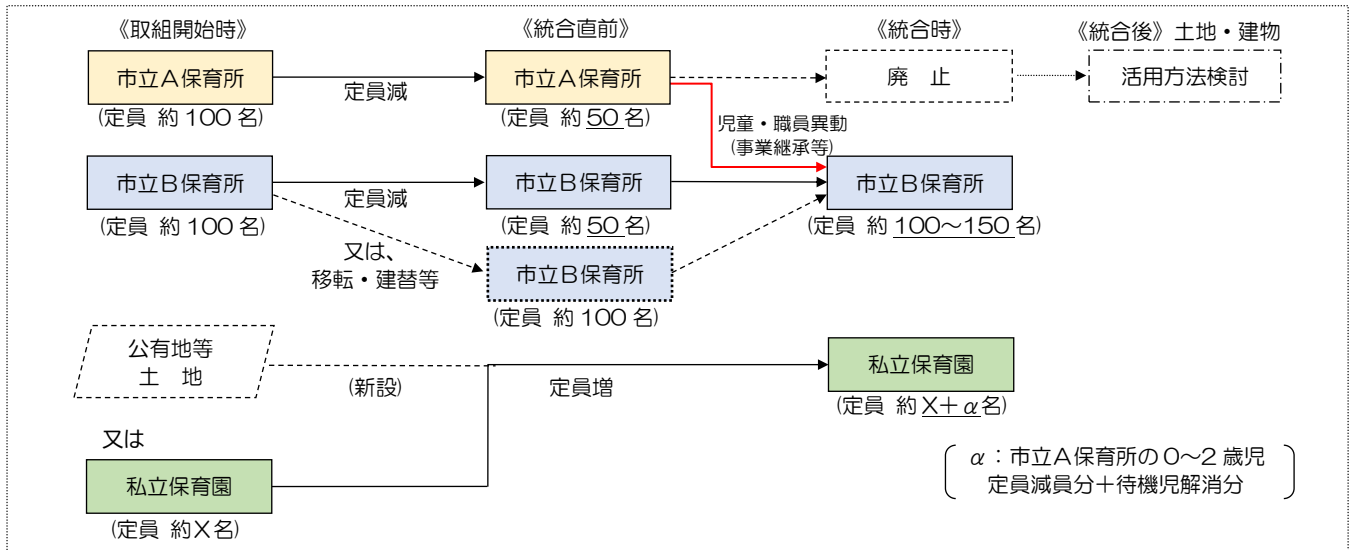 《取組開始時》
《統合直前》
《統合時》
《統合後》土地・建物
市立A保育所
定員減
市立A保育所
廃 止
活用方法検討
(定員 約100名)
(定員 約50名)
児童・職員異動
(事業継承等)
市立B保育所
定員減
市立B保育所
市立B保育所
(定員 約100名)
(定員 約50名)
(定員 約100~150名)
又は、
移転・建替等
市立B保育所
(定員 約100名)
公有地等
土 地
(新設)
定員増
私立保育園
(定員 約X+α名)
又は
私立保育園
(定員 約X名)
α:市立A保育所の0~2歳児
定員減員分+待機児解消分